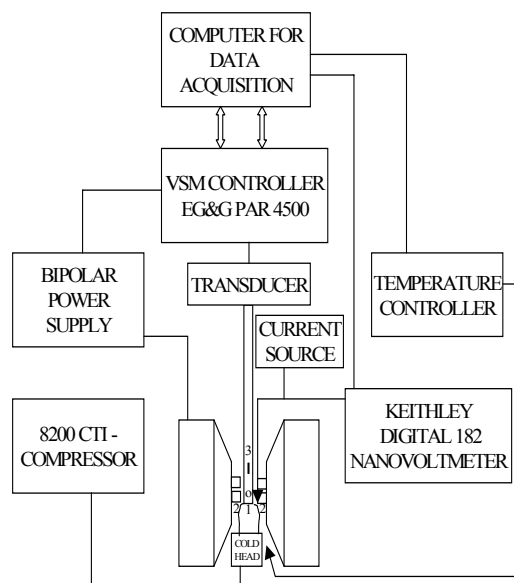 COMPUTER FOR
DATA
ACQUISITION
VSM CONTROLLER
EG&G PAR 4500
BIPOLAR
POWER
SUPPLY
TRANSDUCER
TEMPERATURE
CONTROLLER
CURRENT
SOURCE
8200 CTI -
COMPRESSOR
KEITHLEY
DIGITAL 182
NANOVOLTMETER
3
o
2 1 2
COLD
HEAD